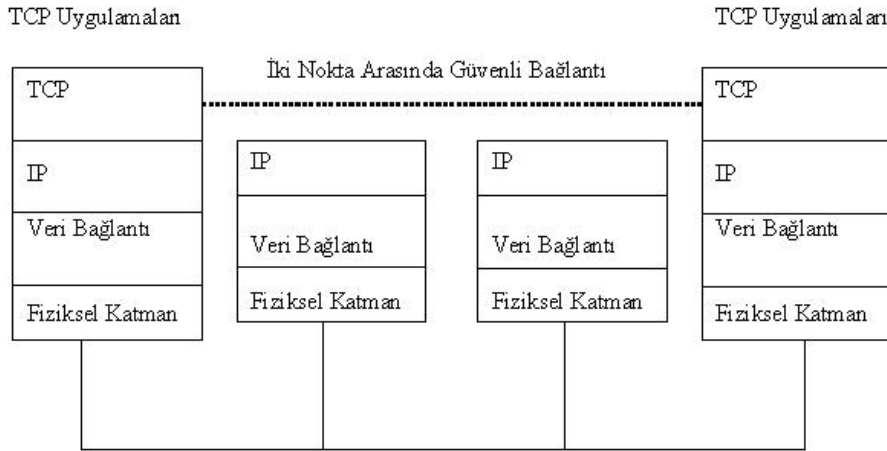 TCP Uygulamaları
TCP Uygulamaları
İki Nokta Arasında Güvenli Bağlantı
TCP
IP
Veri Bağlantı
Fiziksel Katman
IP
Veri Bağlantı
Fiziksel Katman
IP
Veri Bağlantı
Fiziksel Katman
TCP
IP
Veri Bağlantı
Fiziksel Katman